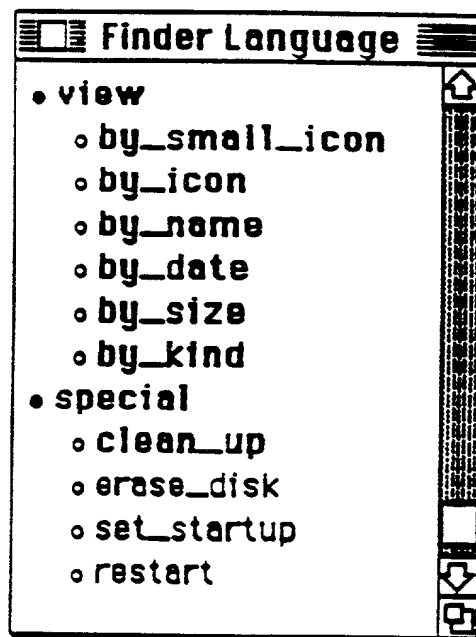 Finder Language
• view
◦ by_small_icon
◦ by_icon
◦ by_name
◦ by_date
◦ by_size
◦ by_kind
• special
◦ clean_up
◦ erase_disk
◦ set_startup
◦ restart